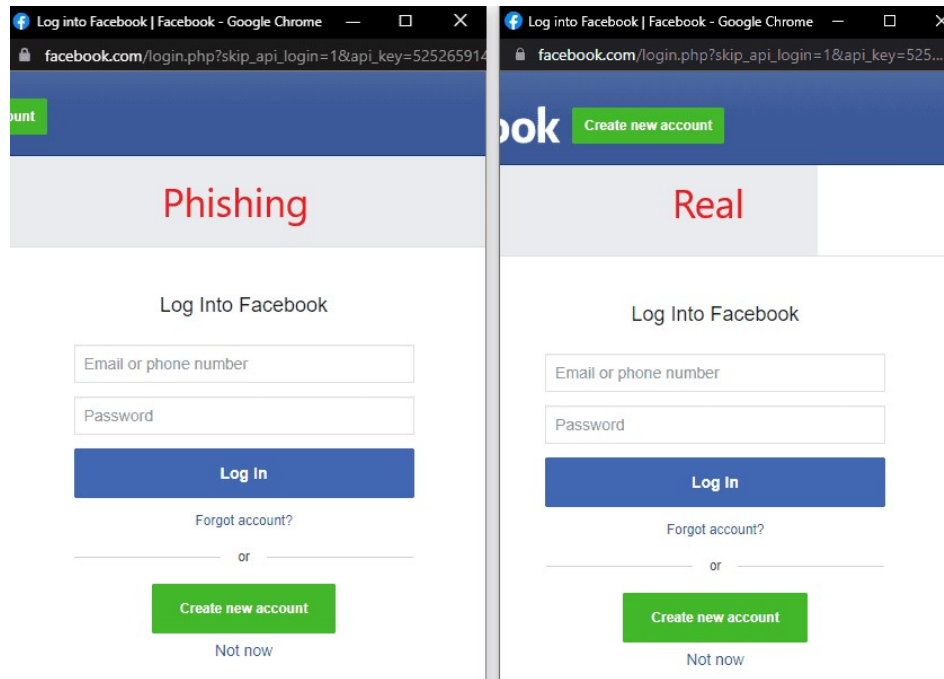 Log into Facebook | Facebook - Google Chrome
facebook.com/login.php?skip_api_login=1&api_key=525265914
ount
Phishing
Log Into Facebook
Email or phone number
Password
Log In
Forgot account?
or
Create new account
Not now
Log into Facebook | Facebook - Google Chrome
facebook.com/login.php?skip_api_login=1&api_key=525...
ook
Create new account
Real
Log Into Facebook
Email or phone number
Password
Log In
Forgot account?
or
Create new account
Not now